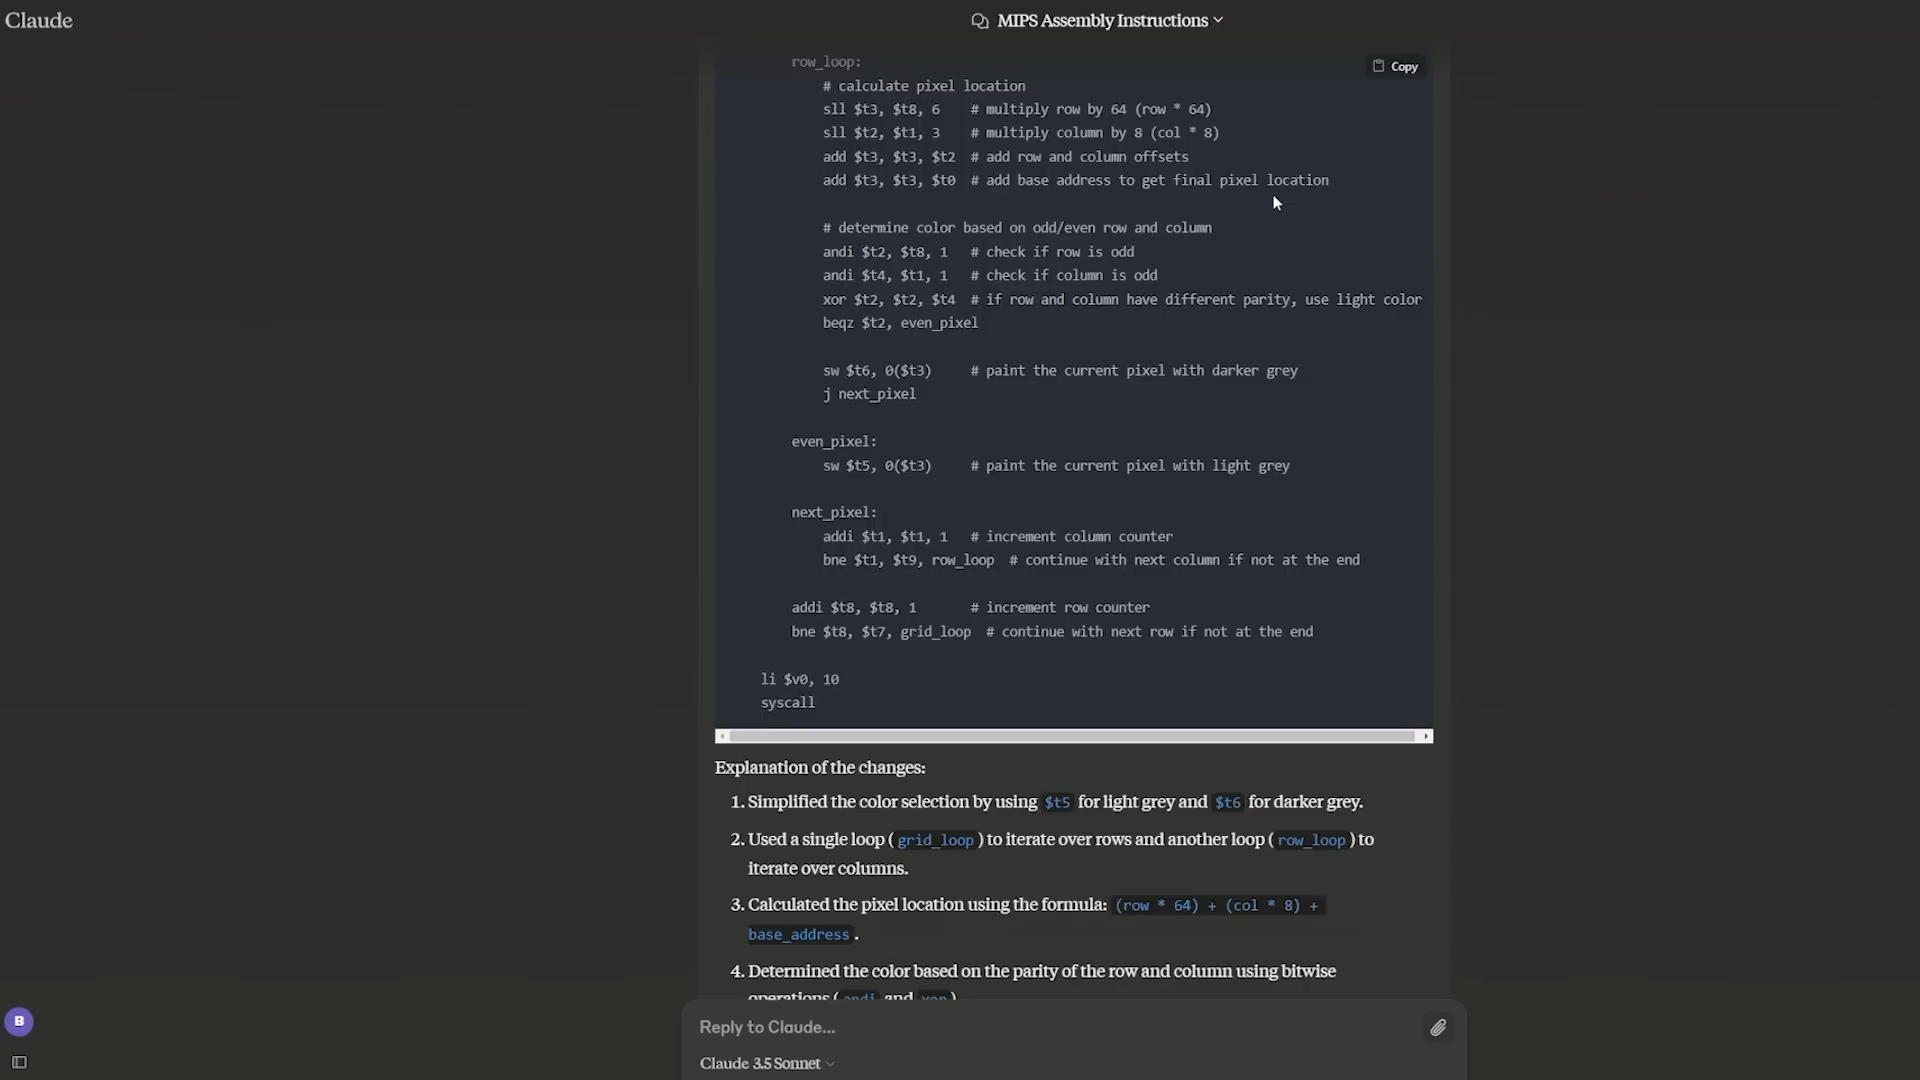 Claude
MIPS Assembly Instructions
row_loop:
Copy
# calculate pixel location
sll $t3, $t8, 6 # multiply row by 64 (row * 64)
sll $t2, $t1, 3 # multiply column by 8 (col * 8)
add $t3, $t3, $t2 # add row and column offsets
add $t3, $t3, $t0 # add base address to get final pixel location
# determine color based on odd/even row and column
andi $t2, $t8, 1 # check if row is odd
andi $t4, $t1, 1 # check if column is odd
xor $t2, $t2, $t4 # if row and column have different parity, use light color
beqz $t2, even_pixel
sw $t6, 0($t3) # paint the current pixel with darker grey
j next_pixel
even_pixel:
sw $t5, 0($t3) # paint the current pixel with light grey
next_pixel:
addi $t1, $t1, 1 # increment column counter
bne $t1, $t9, row_loop # continue with next column if not at the end
addi $t8, $t8, 1 # increment row counter
bne $t8, $t7, grid_loop # continue with next row if not at the end
li $v0, 10
syscall
Explanation of the changes:
1. Simplified the color selection by using $t5 for light grey and $t6 for darker grey.
2. Used a single loop ( grid_loop ) to iterate over rows and another loop ( row_loop ) to
iterate over columns.
3. Calculated the pixel location using the formula: (row * 64) + (col * 8) +
base_address .
4. Determined the color based on the parity of the row and column using bitwise
operations ( andi and xor )
Reply to Claude...
B
Claude 3.5 Sonnet